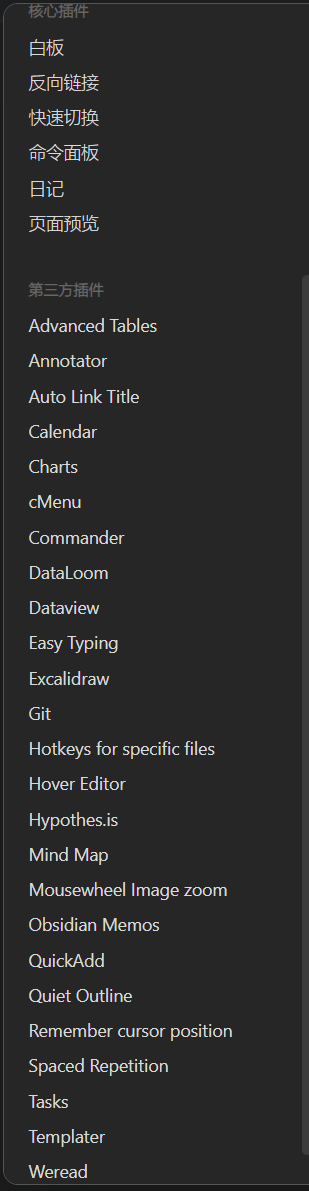 核心插件
白板
反向链接
快速切换
命令面板
日记
页面预览
第三方插件
Advanced Tables
Annotator
Auto Link Title
Calendar
Charts
cMenu
Commander
DataLoom
Dataview
Easy Typing
Excalidraw
Git
Hotkeys for specific files
Hover Editor
Hypothes.is
Mind Map
Mousewheel Image zoom
Obsidian Memos
QuickAdd
Quiet Outline
Remember cursor position
Spaced Repetition
Tasks
Templater
Weread